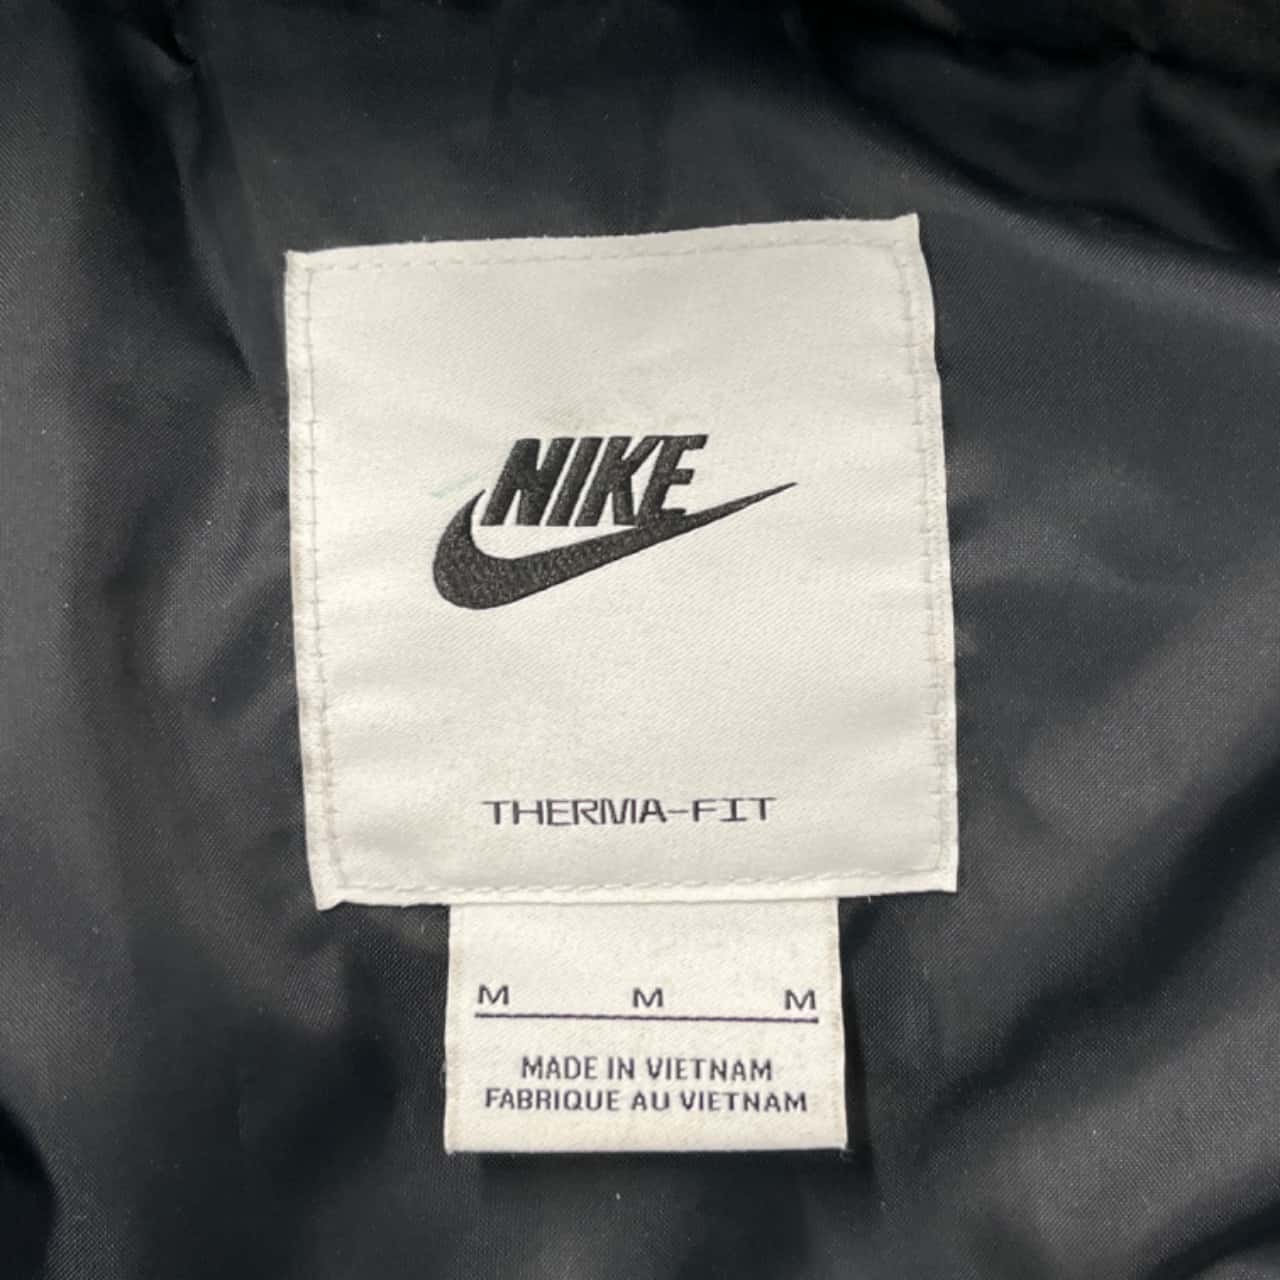 NIKE
THERMA-FIT
M M M
MADE IN VIETNAM
FABRIQUE AU VIETNAM